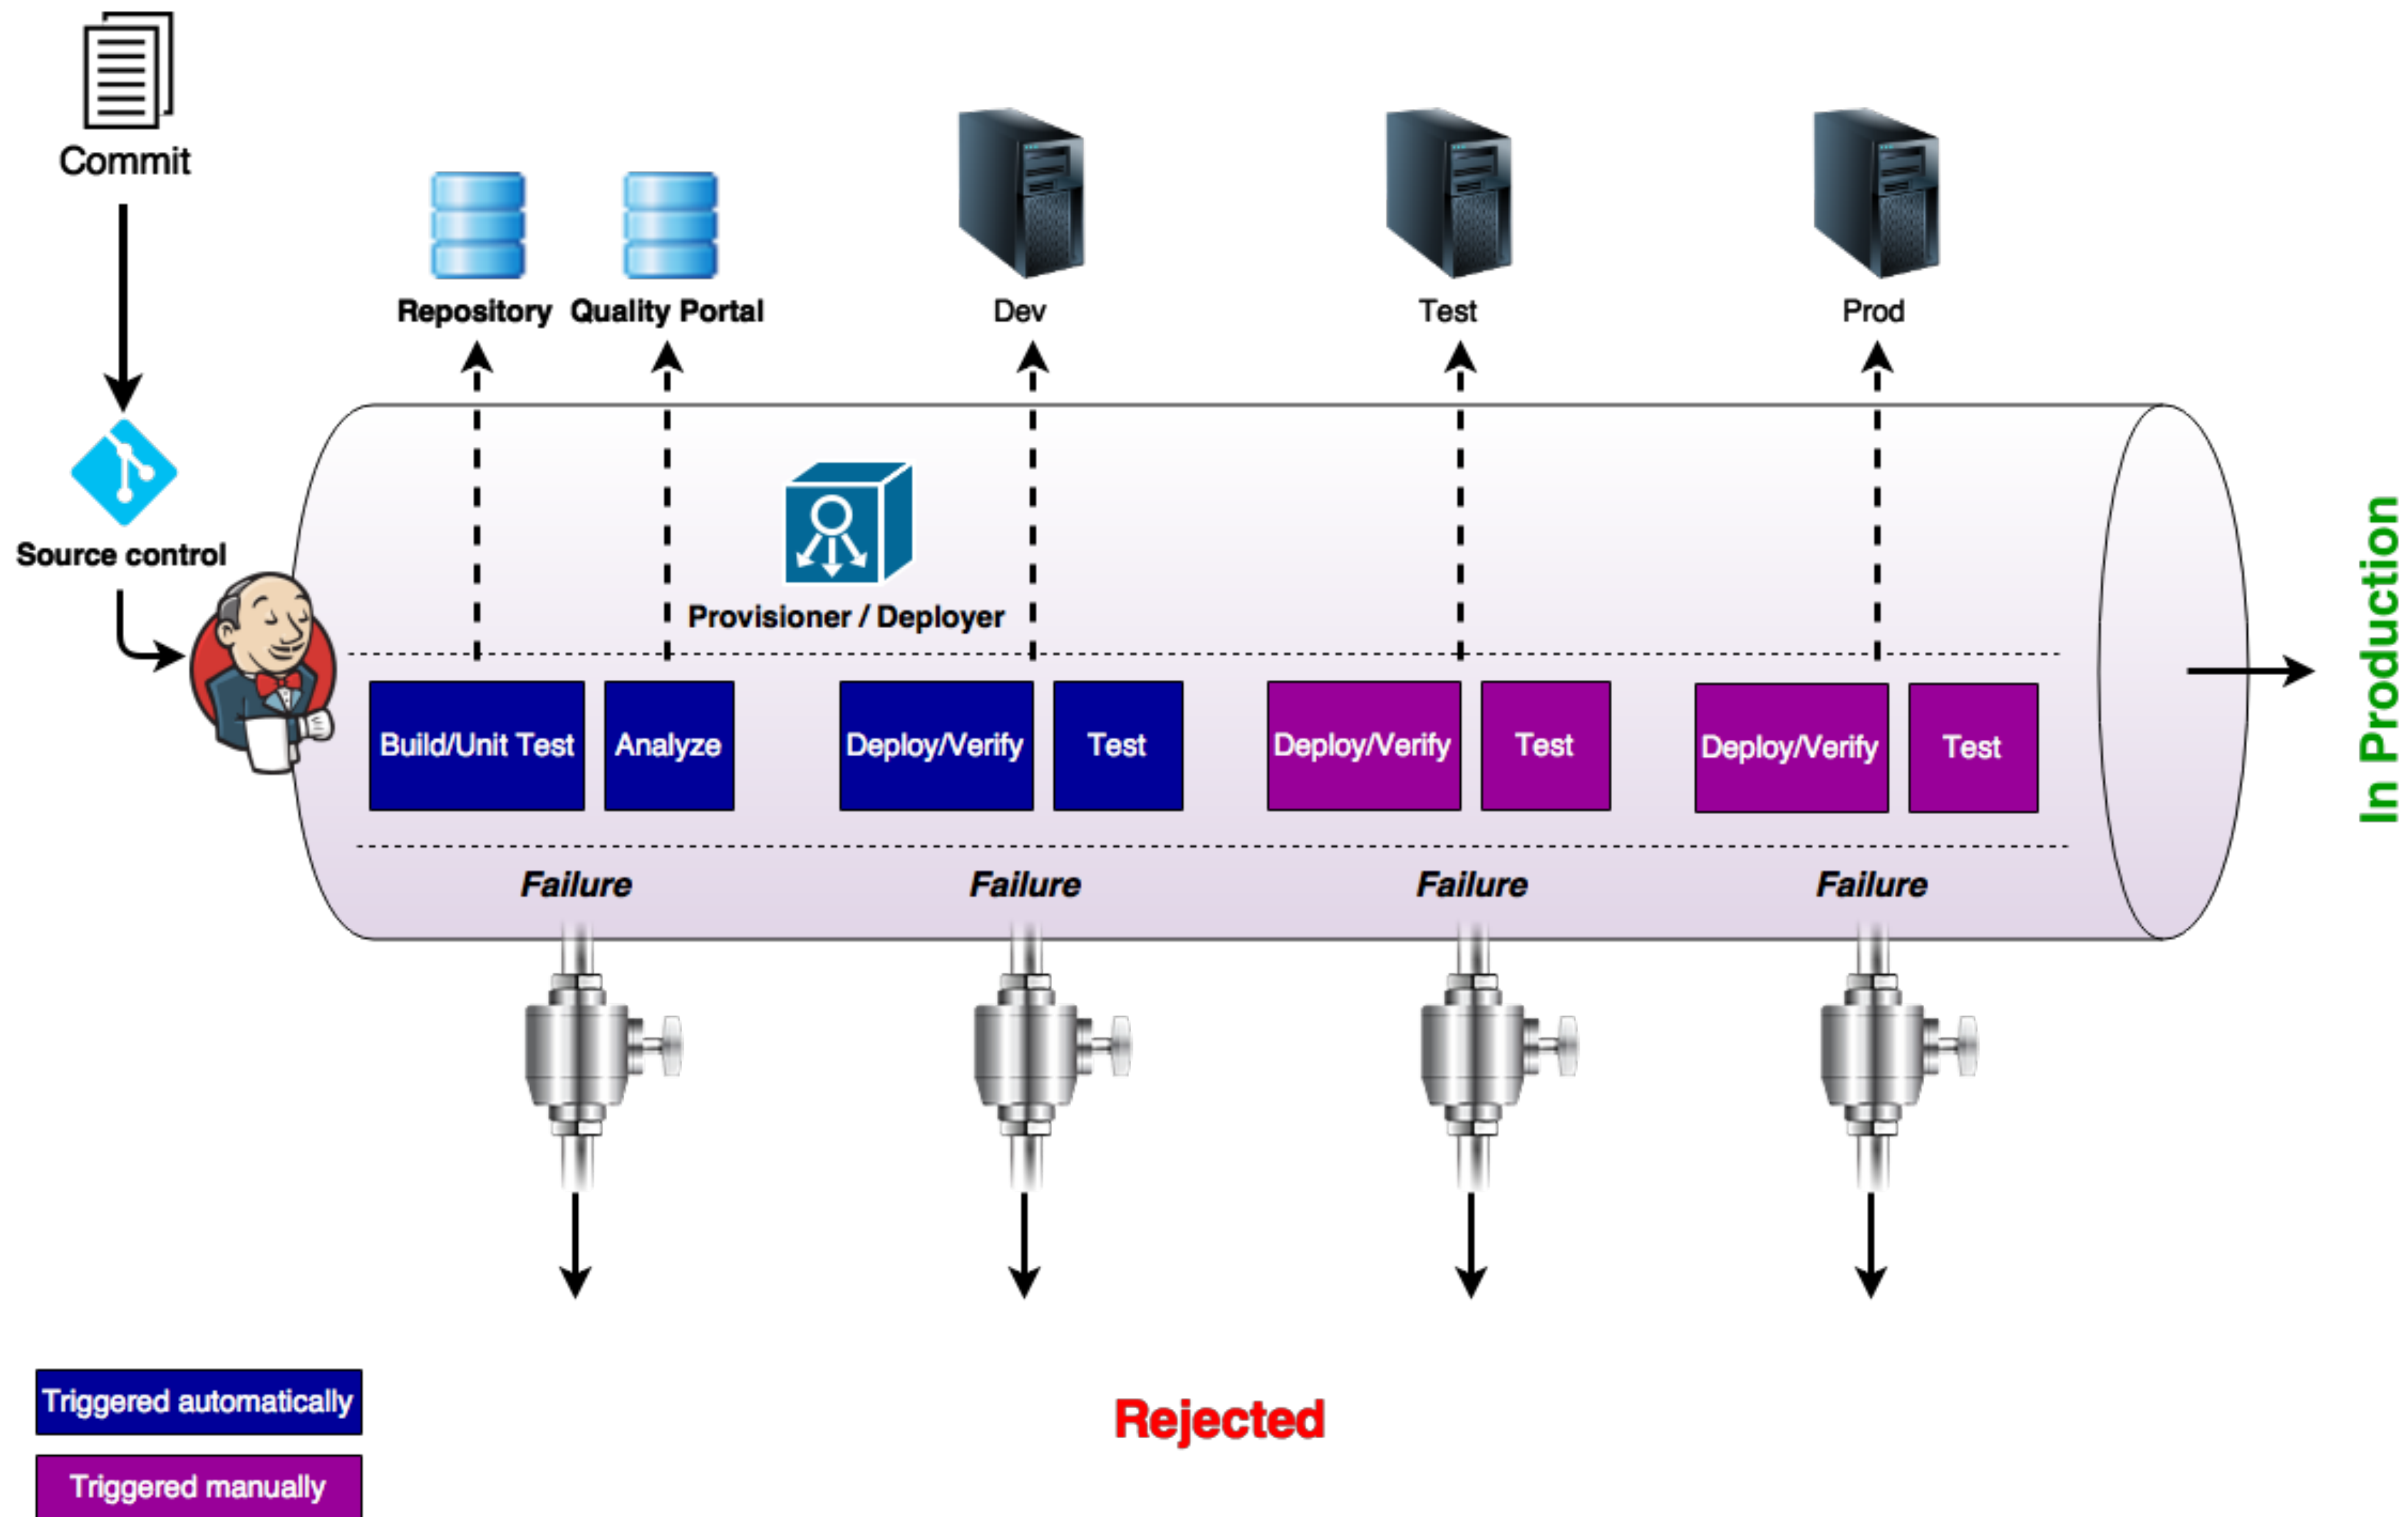 Commit
Repository
Quality Portal
Dev
Test
Prod
Source control
Provisioner / Deployer
Build/Unit Test
Analyze
Deploy/Verify
Test
Deploy/Verify
Test
Deploy/Verify
Test
Failure
Failure
Failure
Failure
In Production
Rejected
Triggered automatically
Triggered manually